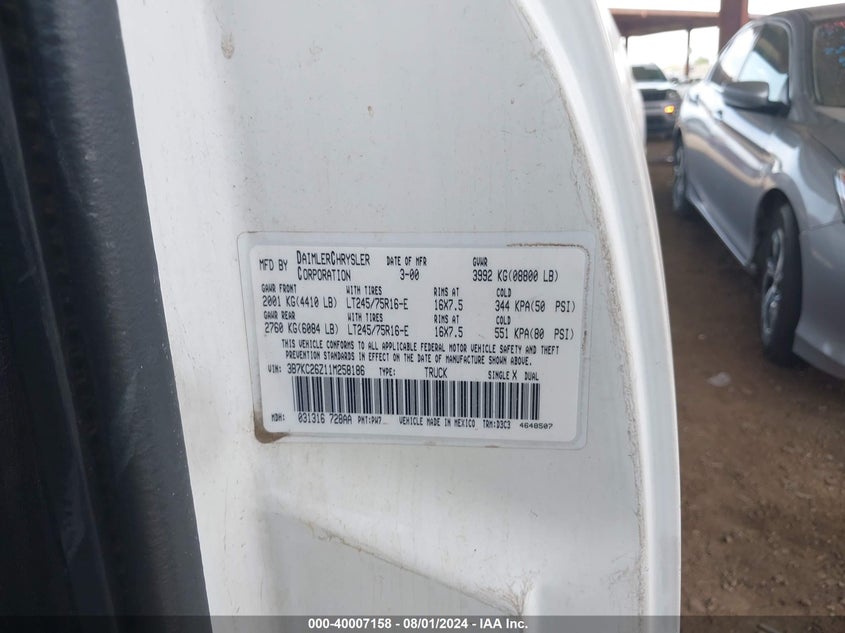 MFD BY DAIMLERCHRYSLER CORPORATION DATE OF MFR 3-00 GVWR 3992 KG(08800 LB)
GAWR FRONT WITH TIRES RIMS AT COLD
2001 KG(4410 LB) LT245/75R16-E 16X7.5 344 KPA(50 PSI)
GAWR REAR WITH TIRES RIMS AT COLD
2760 KG(6084 LB) LT245/75R16-E 16X7.5 551 KPA(80 PSI)
THIS VEHICLE CONFORMS TO ALL APPLICABLE FEDERAL MOTOR VEHICLE SAFETY AND THEFT
PREVENTION STANDARDS IN EFFECT ON THE DATE OF MANUFACTURE SHOWN ABOVE.
VIN: 3B7KC26Z11M258186 TYPE: TRUCK SINGLE X DUAL
MDH: 031316 728AA PNT:PW7 VEHICLE MADE IN MEXICO TRM:D3C3 4648507
000-40007158 - 08/01/2024 - IAA Inc.